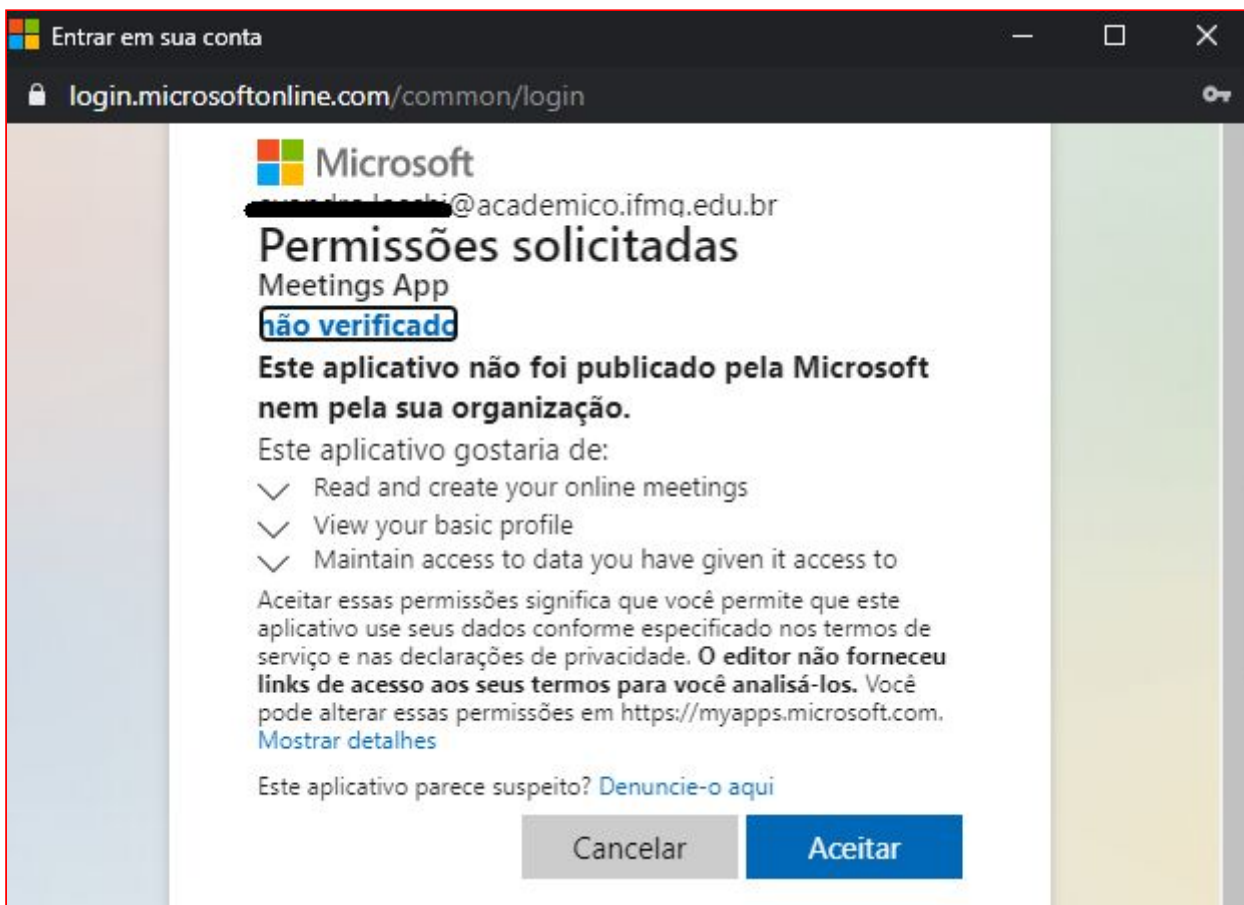 Entrar em sua conta
login.microsoftonline.com/common/login
Microsoft
@academico.ifmg.edu.br
Permissões solicitadas
Meetings App
não verificado
Este aplicativo não foi publicado pela Microsoft
nem pela sua organização.
Este aplicativo gostaria de:
Read and create your online meetings
View your basic profile
Maintain access to data you have given it access to
Aceitar essas permissões significa que você permite que este
aplicativo use seus dados conforme especificado nos termos de
serviço e nas declarações de privacidade. O editor não forneceu
links de acesso aos seus termos para você analisá-los. Você
pode alterar essas permissões em https://myapps.microsoft.com.
Mostrar detalhes
Este aplicativo parece suspeito? Denuncie-o aqui
Cancelar
Aceitar